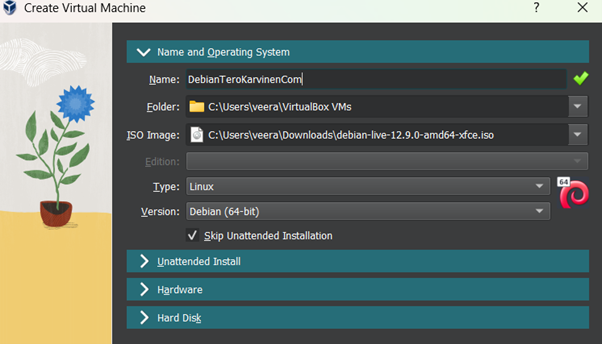 Create Virtual Machine
? ×
Name and Operating System
Name: DebianTeroKarvinenCom
Folder: C:\Users\veera\VirtualBox VMs
ISO Image: C:\Users\veera\Downloads\debian-live-12.9.0-amd64-xfce.iso
Edition:
Type: Linux
64
Version: Debian (64-bit)
Skip Unattended Installation
Unattended Install
Hardware
Hard Disk